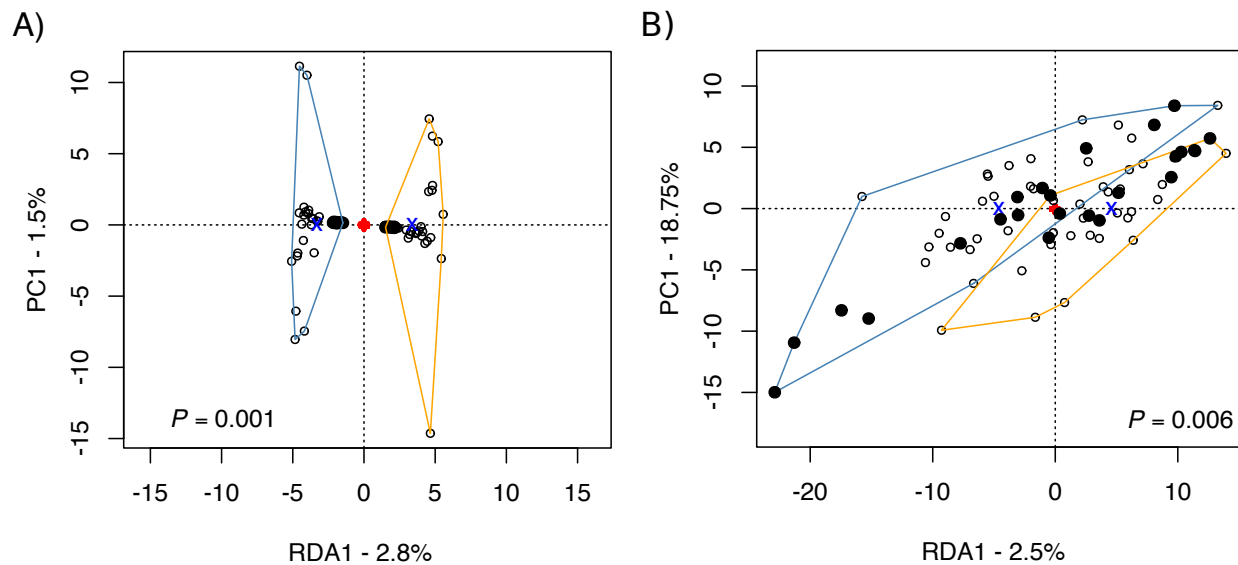 A)
PC1 - 1.5%
10
5
0
-5
-10
-15
X
X
P = 0.001
-15 -10 -5 0 5 10 15
RDA1 - 2.8%
B)
PC1 - 18.75%
10
5
0
-5
-10
-15
X
X
P = 0.006
-20 -10 0 10
RDA1 - 2.5%